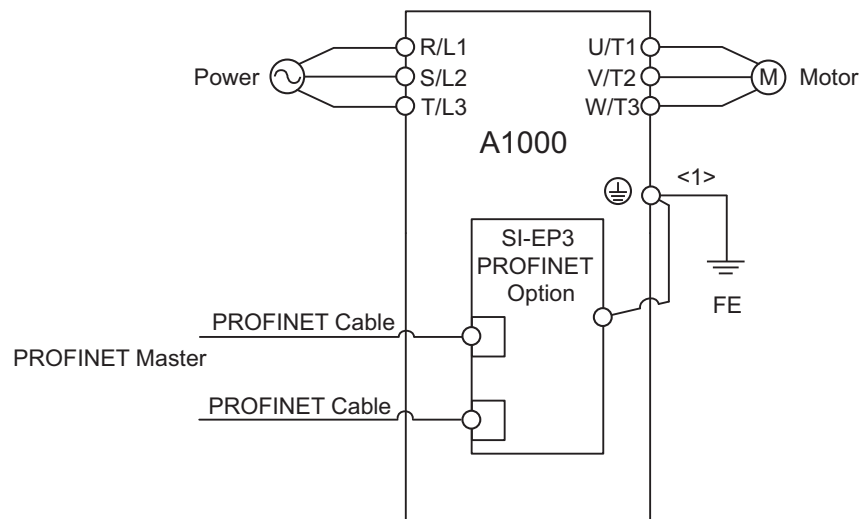 R/L1
U/T1
Power
S/L2
V/T2
M
Motor
T/L3
W/T3
A1000
<1>
SI-EP3
PROFINET
Option
FE
PROFINET Cable
PROFINET Master
PROFINET Cable